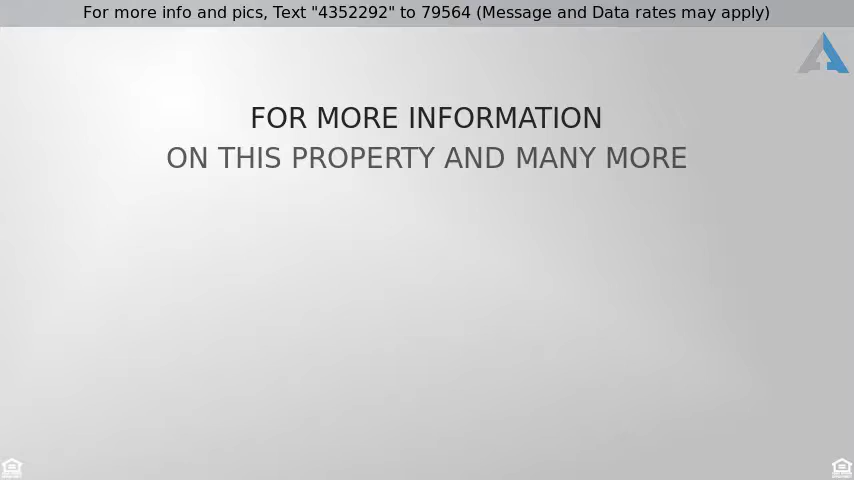 For more info and pics, Text "4352292" to 79564 (Message and Data rates may apply)
FOR MORE INFORMATION
ON THIS PROPERTY AND MANY MORE